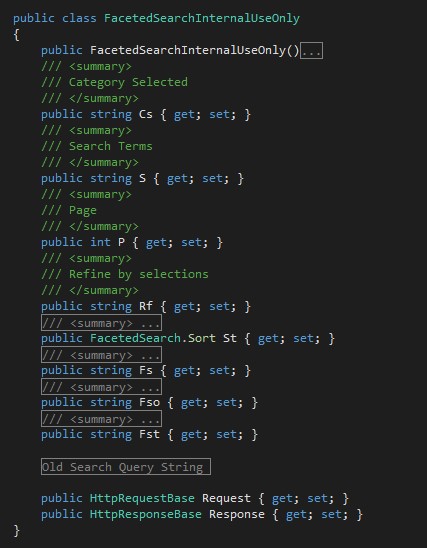 public class FacetedSearchInternalUseOnly
{
public FacetedSearchInternalUseOnly()...
/// <summary>
/// Category Selected
/// </summary>
public string Cs { get; set; }
/// <summary>
/// Search Terms
/// </summary>
public string S { get; set; }
/// <summary>
/// Page
/// </summary>
public int P { get; set; }
/// <summary>
/// Refine by selections
/// </summary>
public string Rf { get; set; }
/// <summary> ...
public FacetedSearch.Sort St { get; set; }
/// <summary> ...
public string Fs { get; set; }
/// <summary> ...
public string Fso { get; set; }
/// <summary> ...
public string Fst { get; set; }
Old Search Query String
public HttpRequestBase Request { get; set; }
public HttpResponseBase Response { get; set; }
}